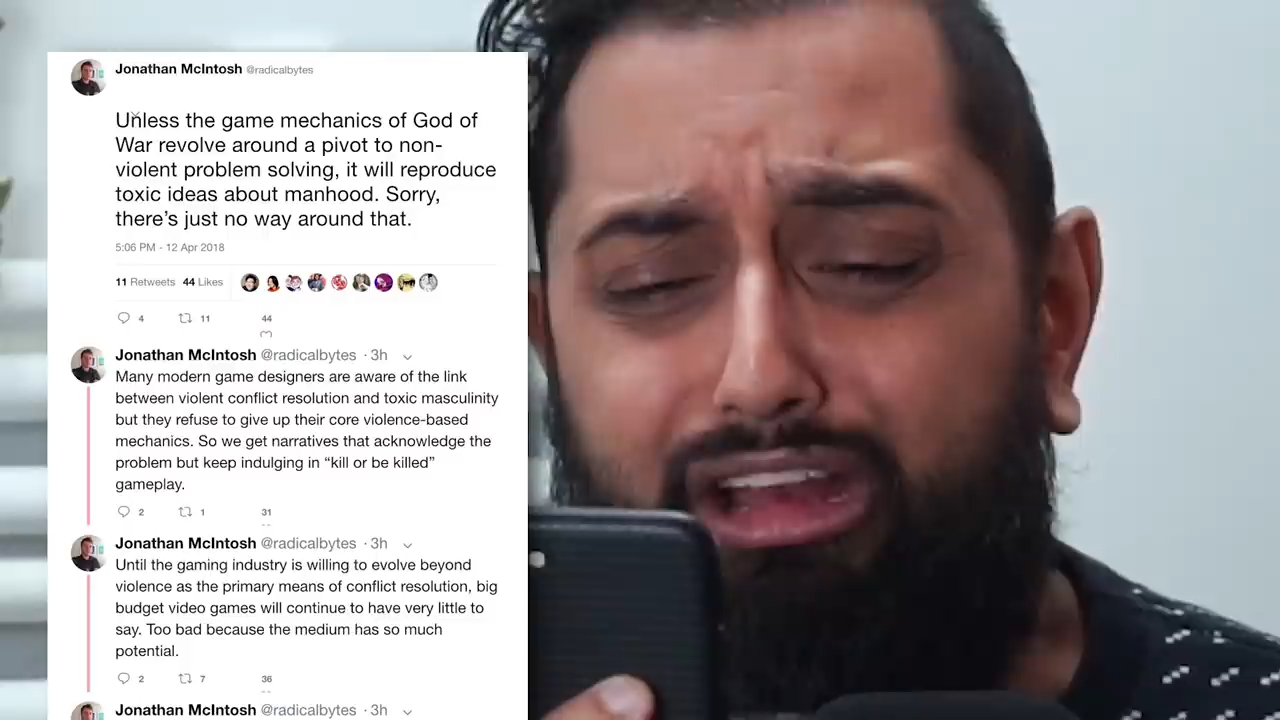 Jonathan McIntosh @radicalbytes
Unless the game mechanics of God of
War revolve around a pivot to non-
violent problem solving, it will reproduce
toxic ideas about manhood. Sorry,
there's just no way around that.
5:06 PM - 12 Apr 2018
11 Retweets 44 Likes
4 11 44
Jonathan McIntosh @radicalbytes · 3h
Many modern game designers are aware of the link
between violent conflict resolution and toxic masculinity
but they refuse to give up their core violence-based
mechanics. So we get narratives that acknowledge the
problem but keep indulging in “kill or be killed”
gameplay.
2 1 31
Jonathan McIntosh @radicalbytes · 3h
Until the gaming industry is willing to evolve beyond
violence as the primary means of conflict resolution, big
budget video games will continue to have very little to
say. Too bad because the medium has so much
potential.
2 7 36
Jonathan McIntosh @radicalbytes · 3h